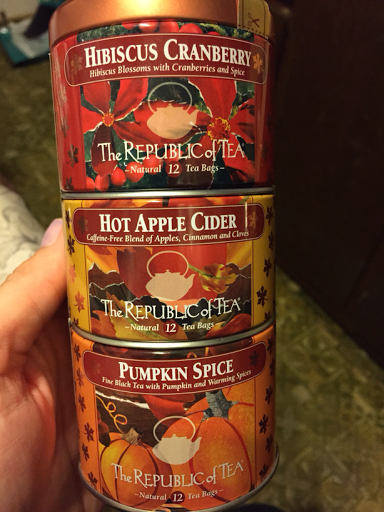 HIBISCUS CRANBERRY
Hibiscus Blossoms with Cranberries and Spice
The REPUBLIC of TEA
– Natural 12 Tea Bags –
HOT APPLE CIDER
Caffeine-Free Blend of Apples, Cinnamon and Cloves
The REPUBLIC of TEA
– Natural 12 Tea Bags –
PUMPKIN SPICE
Fine Black Tea with Pumpkin and Warming Spices
The REPUBLIC of TEA
– Natural 12 Tea Bags –